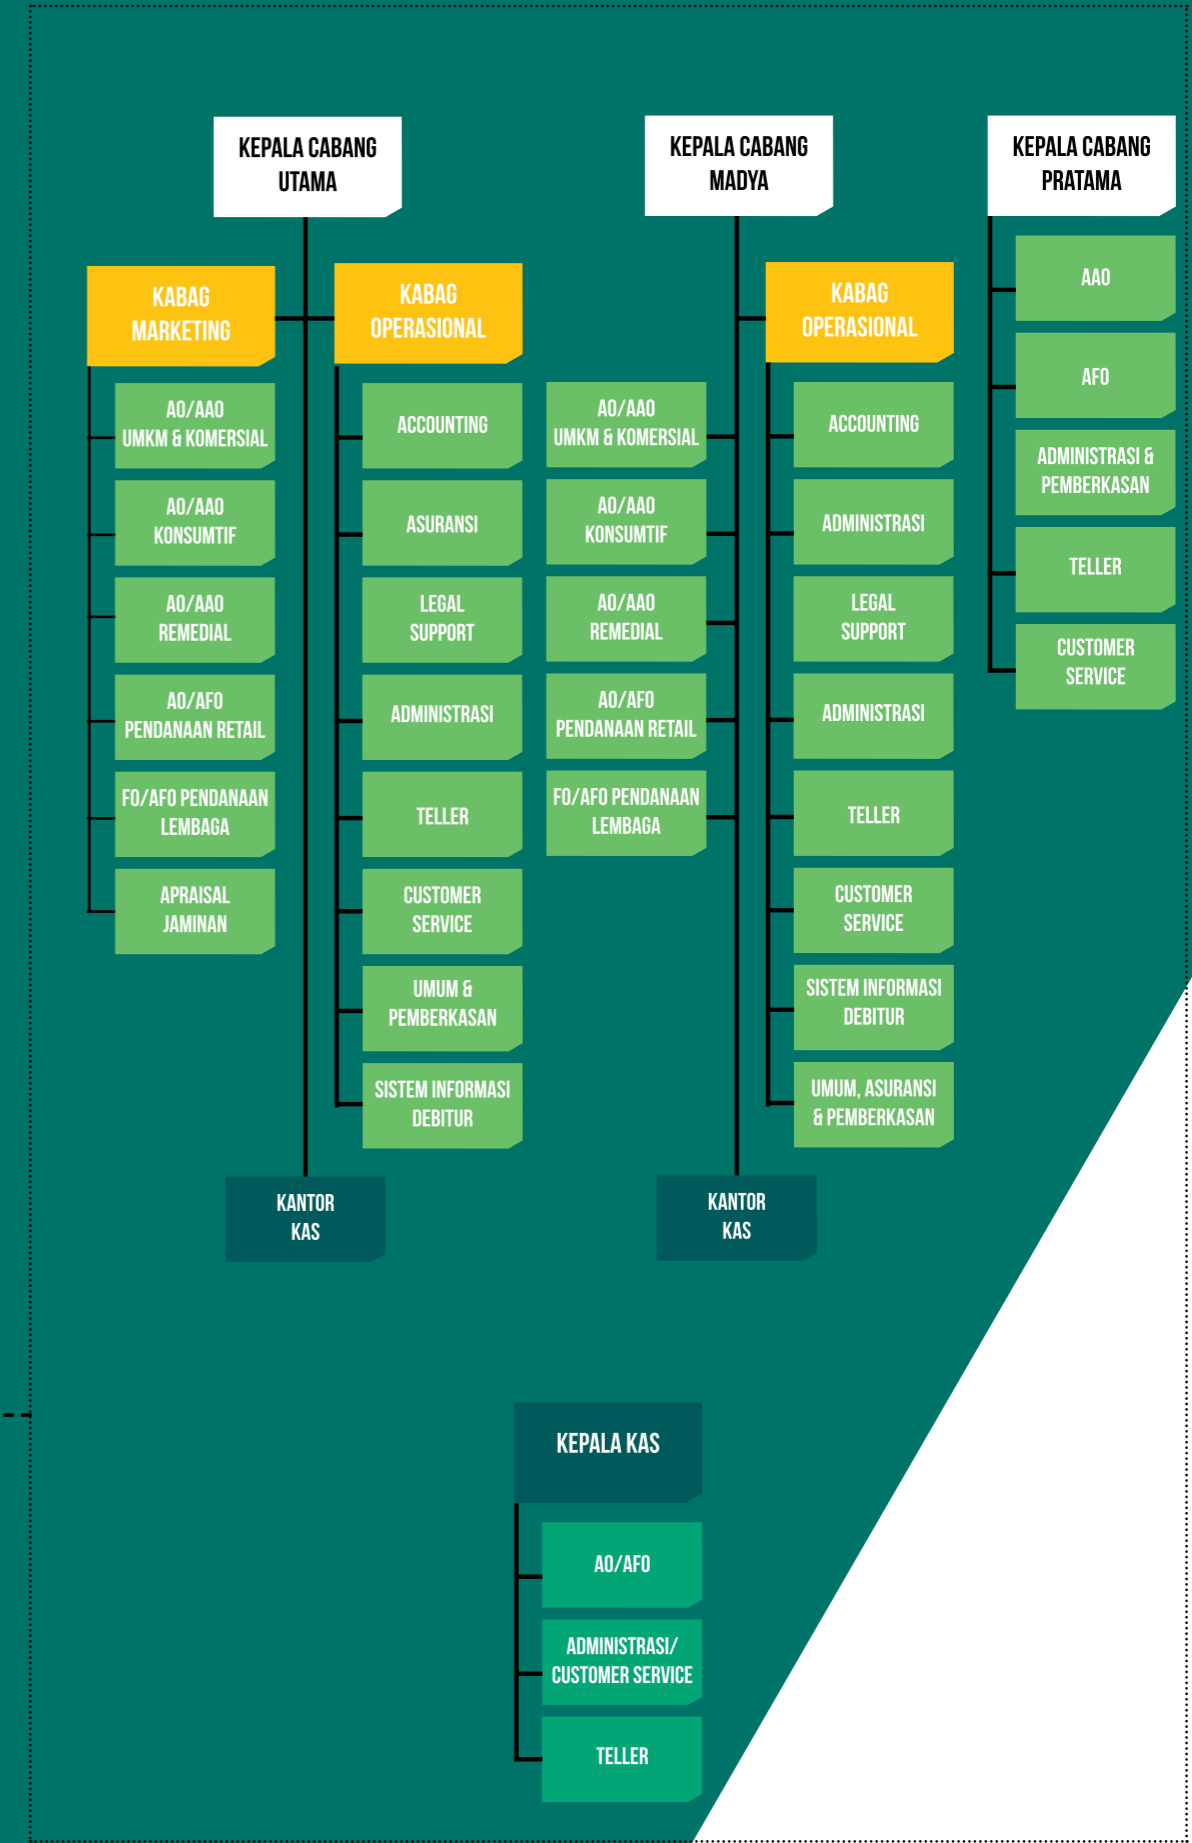 KEPALA CABANG
UTAMA
KABAG
MARKETING
AO/AAO
UMKM & KOMERSIAL
AO/AAO
KONSUMTIF
AO/AAO
REMEDIAL
AO/AFO
PENDANAAN RETAIL
FO/AFO PENDANAAN
LEMBAGA
APRAISAL
JAMINAN
KABAG
OPERASIONAL
ACCOUNTING
ASURANSI
LEGAL
SUPPORT
ADMINISTRASI
TELLER
CUSTOMER
SERVICE
UMUM &
PEMBERKASAN
SISTEM INFORMASI
DEBITUR
KANTOR
KAS
KEPALA CABANG
MADYA
AO/AAO
UMKM & KOMERSIAL
AO/AAO
KONSUMTIF
AO/AAO
REMEDIAL
AO/AFO
PENDANAAN RETAIL
FO/AFO PENDANAAN
LEMBAGA
KABAG
OPERASIONAL
ACCOUNTING
ADMINISTRASI
LEGAL
SUPPORT
ADMINISTRASI
TELLER
CUSTOMER
SERVICE
SISTEM INFORMASI
DEBITUR
UMUM, ASURANSI
& PEMBERKASAN
KANTOR
KAS
KEPALA CABANG
PRATAMA
AAO
AFO
ADMINISTRASI &
PEMBERKASAN
TELLER
CUSTOMER
SERVICE
KEPALA KAS
AO/AFO
ADMINISTRASI/
CUSTOMER SERVICE
TELLER